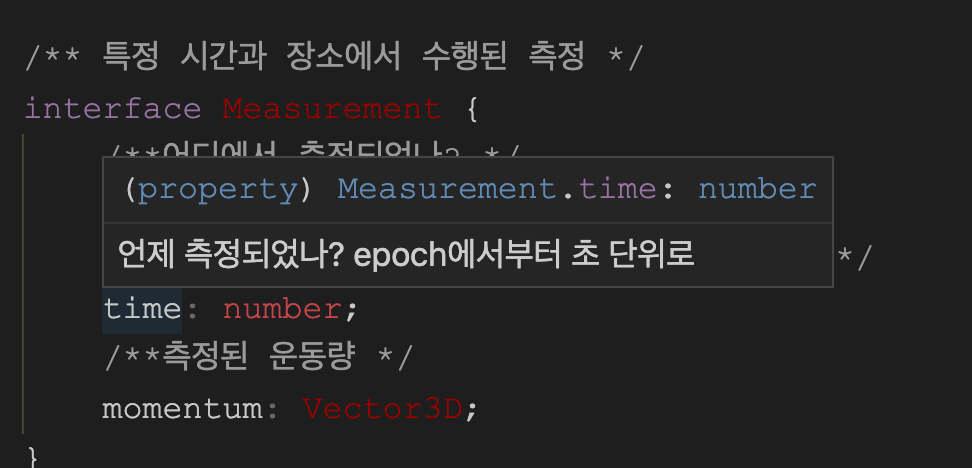 /** 특정 시간과 장소에서 수행된 측정 */
interface Measurement {
/**어디에서 측정되었나? */
(property) Measurement.time: number
언제 측정되었나? epoch에서부터 초 단위로
*/
time: number;
/**측정된 운동량 */
momentum: Vector3D;
}